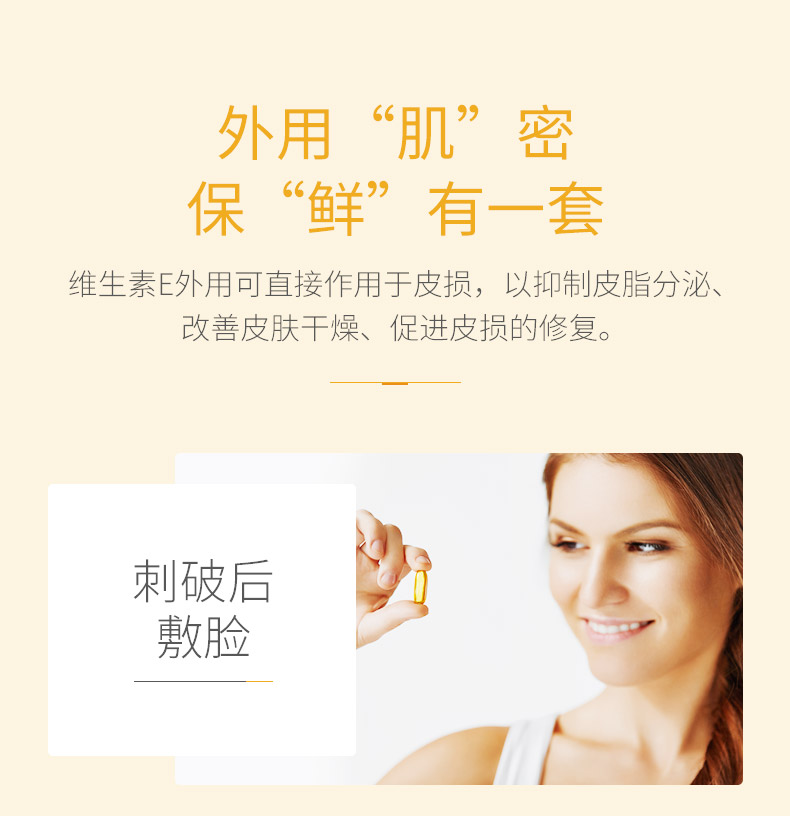 外用“肌”密
保“鲜”有一套
维生素E外用可直接作用于皮损，以抑制皮脂分泌、
改善皮肤干燥、促进皮损的修复。
刺破后
敷脸